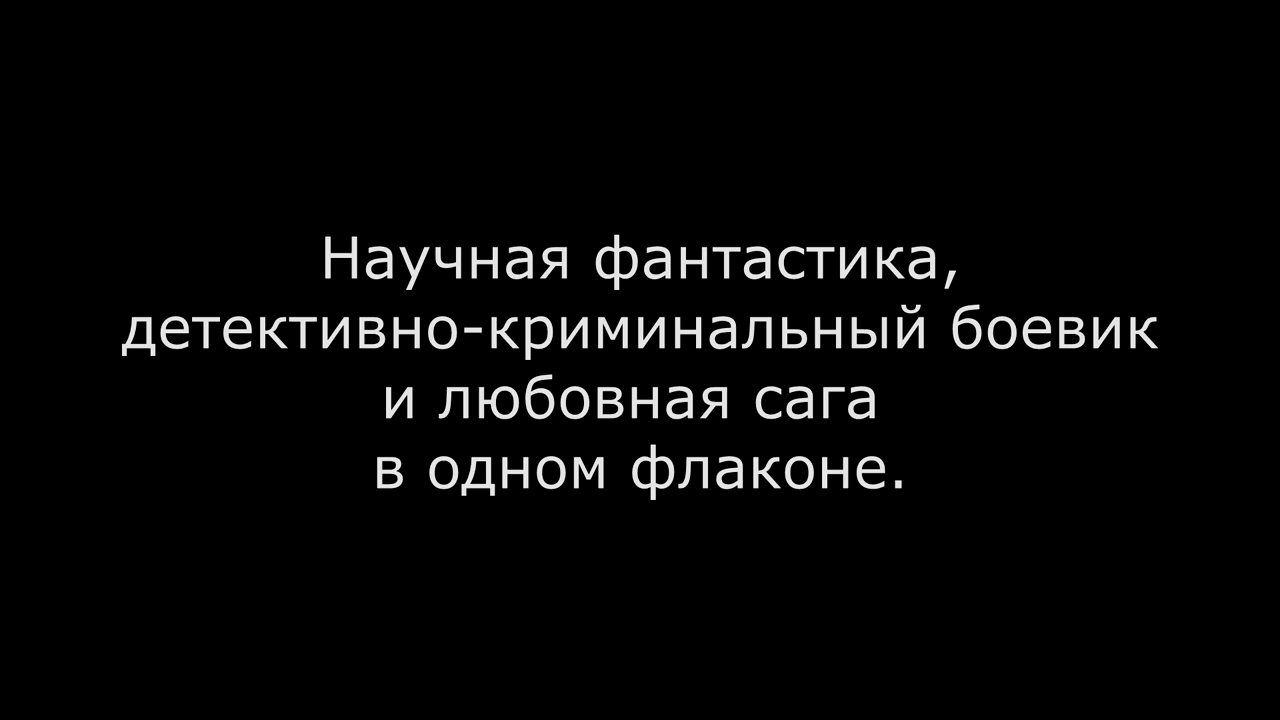 Научная фантастика,
детективно-криминальный боевик
и любовная сага
в одном флаконе.